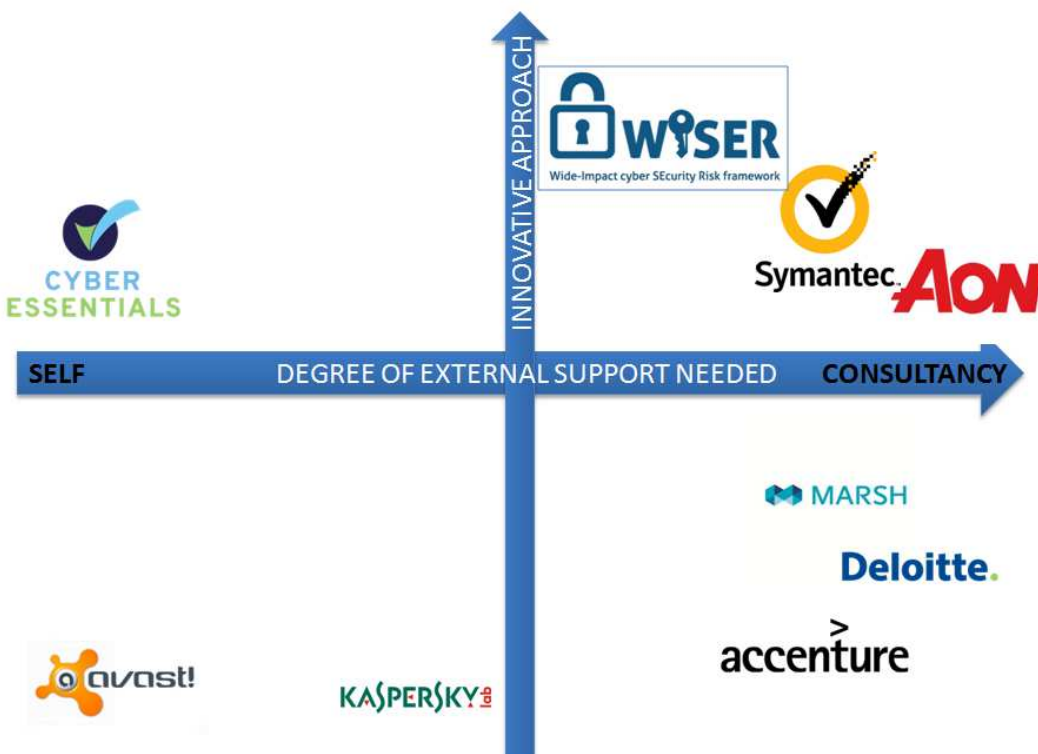 INNOVATIVE APPROACH
WISER
Wide-Impact cyber SEcurity Risk framework
CYBER
ESSENTIALS
Symantec™
AON
SELF
DEGREE OF EXTERNAL SUPPORT NEEDED
CONSULTANCY
MARSH
Deloitte.
>
accenture
a avast!
KASPERSKY lab